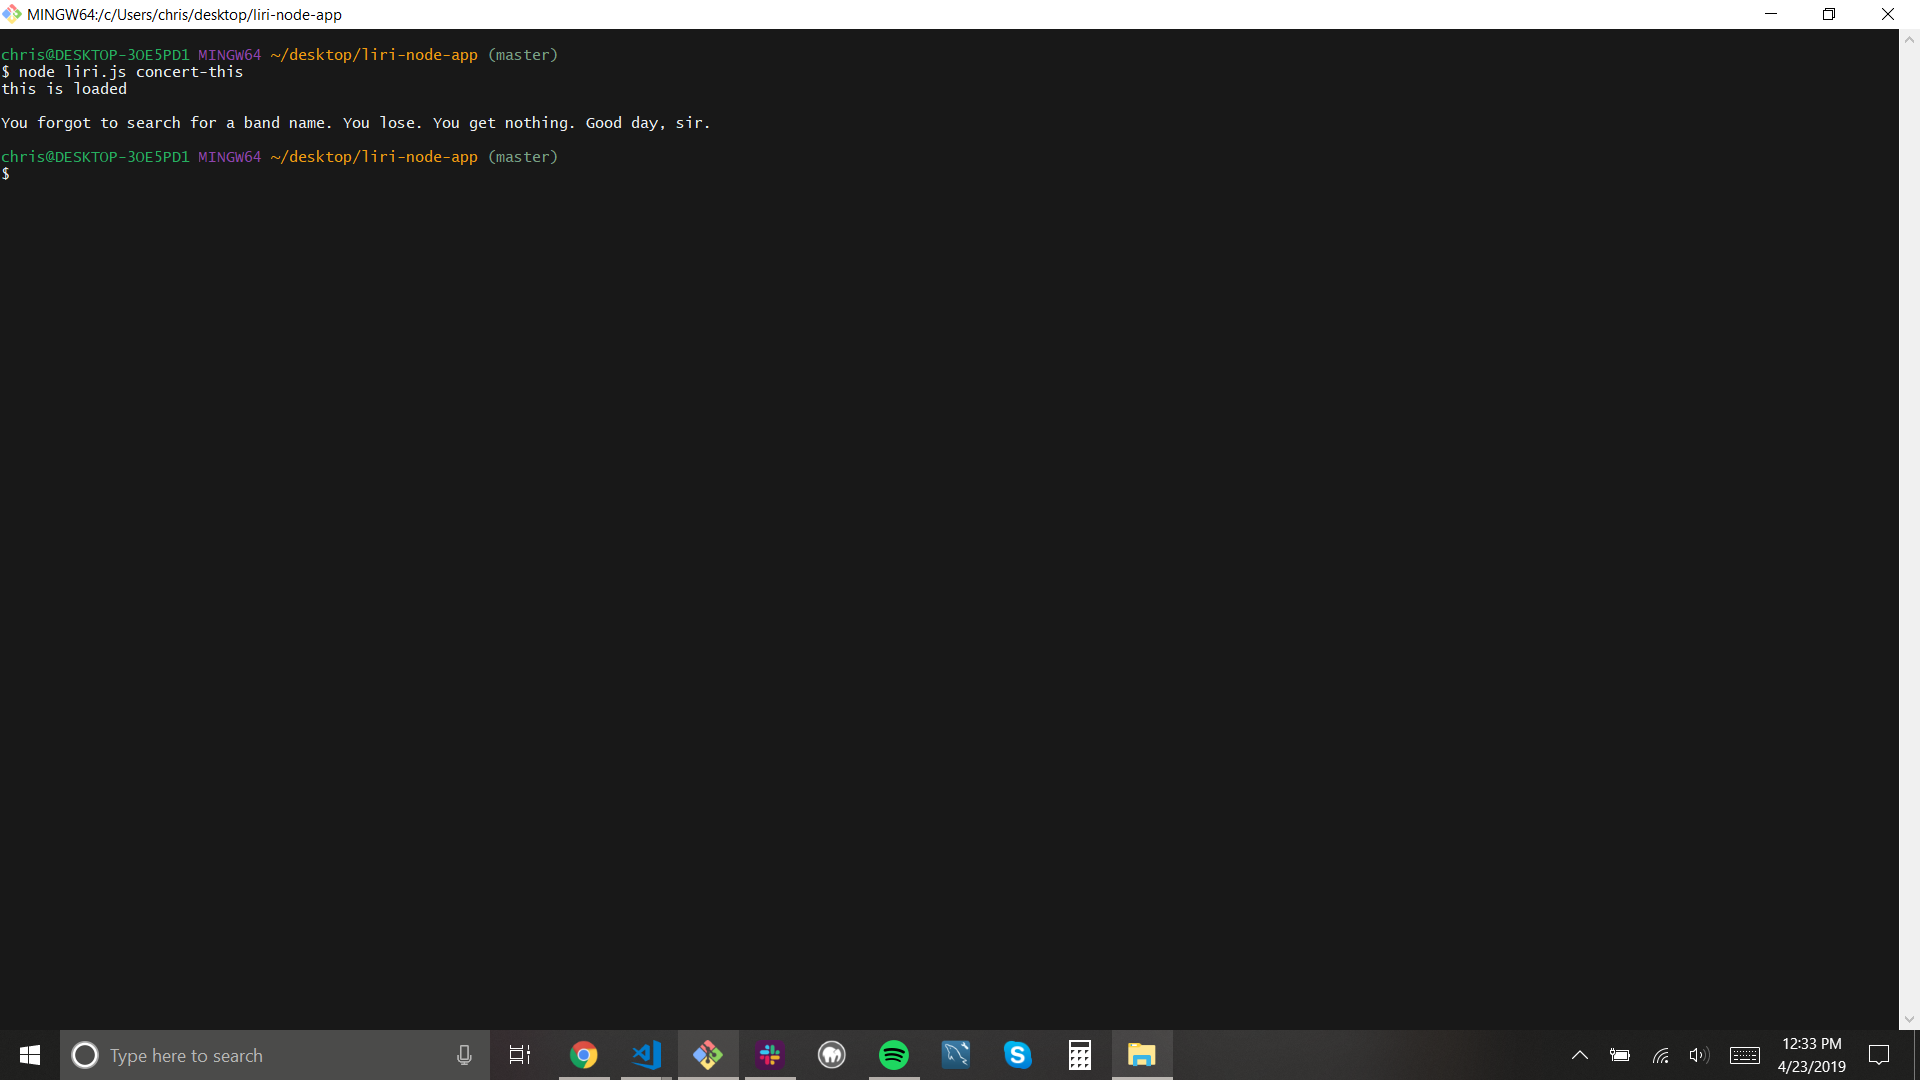 MINGW64:/c/Users/chris/desktop/liri-node-app
chris@DESKTOP-3OE5PD1 MINGW64 ~/desktop/liri-node-app (master)
$ node liri.js concert-this
this is loaded
You forgot to search for a band name. You lose. You get nothing. Good day, sir.
chris@DESKTOP-3OE5PD1 MINGW64 ~/desktop/liri-node-app (master)
$
Type here to search
12:33 PM
4/23/2019